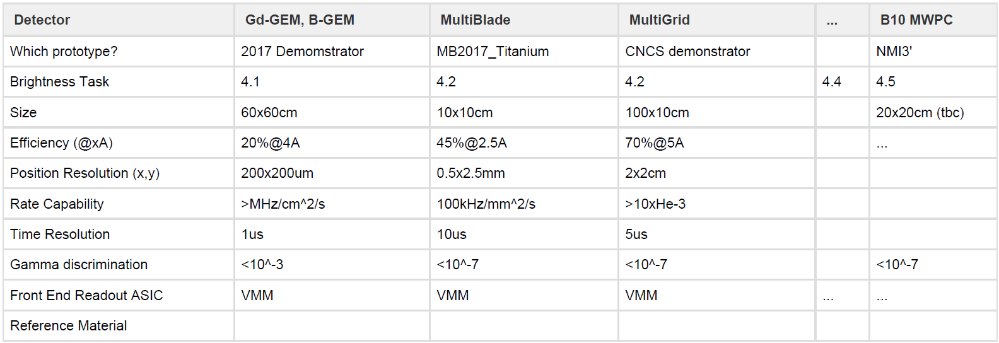 Detector Gd-GEM, B-GEM MultiBlade MultiGrid ... B10 MWPC
Which prototype? 2017 Demomstrator MB2017_Titanium CNCS demonstrator NMI3'
Brightness Task 4.1 4.2 4.2 4.4 4.5
Size 60x60cm 10x10cm 100x10cm 20x20cm (tbc)
Efficiency (@xA) 20%@4A 45%@2.5A 70%@5A ...
Position Resolution (x,y) 200x200um 0.5x2.5mm 2x2cm
Rate Capability >MHz/cm^2/s 100kHz/mm^2/s >10xHe-3
Time Resolution 1us 10us 5us
Gamma discrimination <10^-3 <10^-7 <10^-7 <10^-7
Front End Readout ASIC VMM VMM VMM ... ...
Reference Material